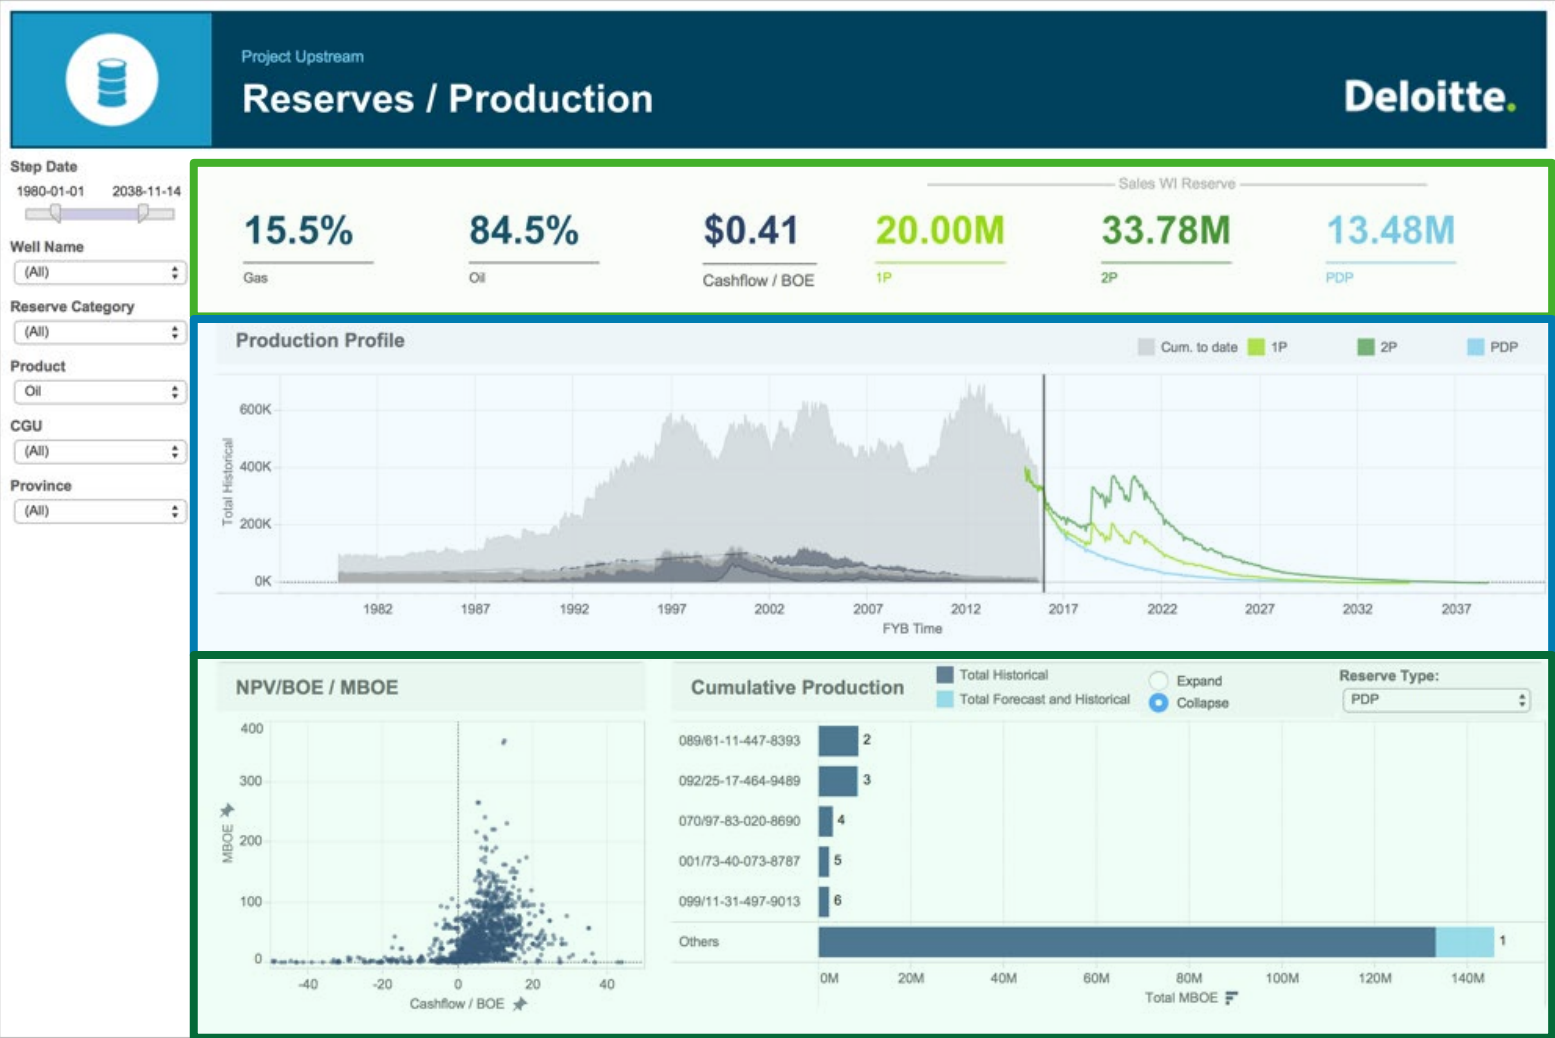 Project Upstream
Reserves / Production
Deloitte.
Step Date
1980-01-01 2038-11-14
Well Name
(All)
Reserve Category
(All)
Product
Oil
CGU
(All)
Province
(All)
Sales WI Reserve
15.5% 84.5% $0.41 20.00M 33.78M 13.48M
Gas Oil Cashflow / BOE 1P 2P PDP
Production Profile
Cum. to date 1P 2P PDP
Total Historical
600K
400K
200K
0K
1982 1987 1992 1997 2002 2007 2012 2017 2022 2027 2032 2037
FYB Time
NPV/BOE / MBOE
MBOE
400
300
200
100
0
-40 -20 0 20 40
Cashflow / BOE
Cumulative Production
Total Historical
Total Forecast and Historical
Expand
Collapse
Reserve Type:
PDP
089/61-11-447-8393 2
092/25-17-464-9489 3
070/97-83-020-8690 4
001/73-40-073-8787 5
099/11-31-497-9013 6
Others 1
0M 20M 40M 60M 80M 100M 120M 140M
Total MBOE